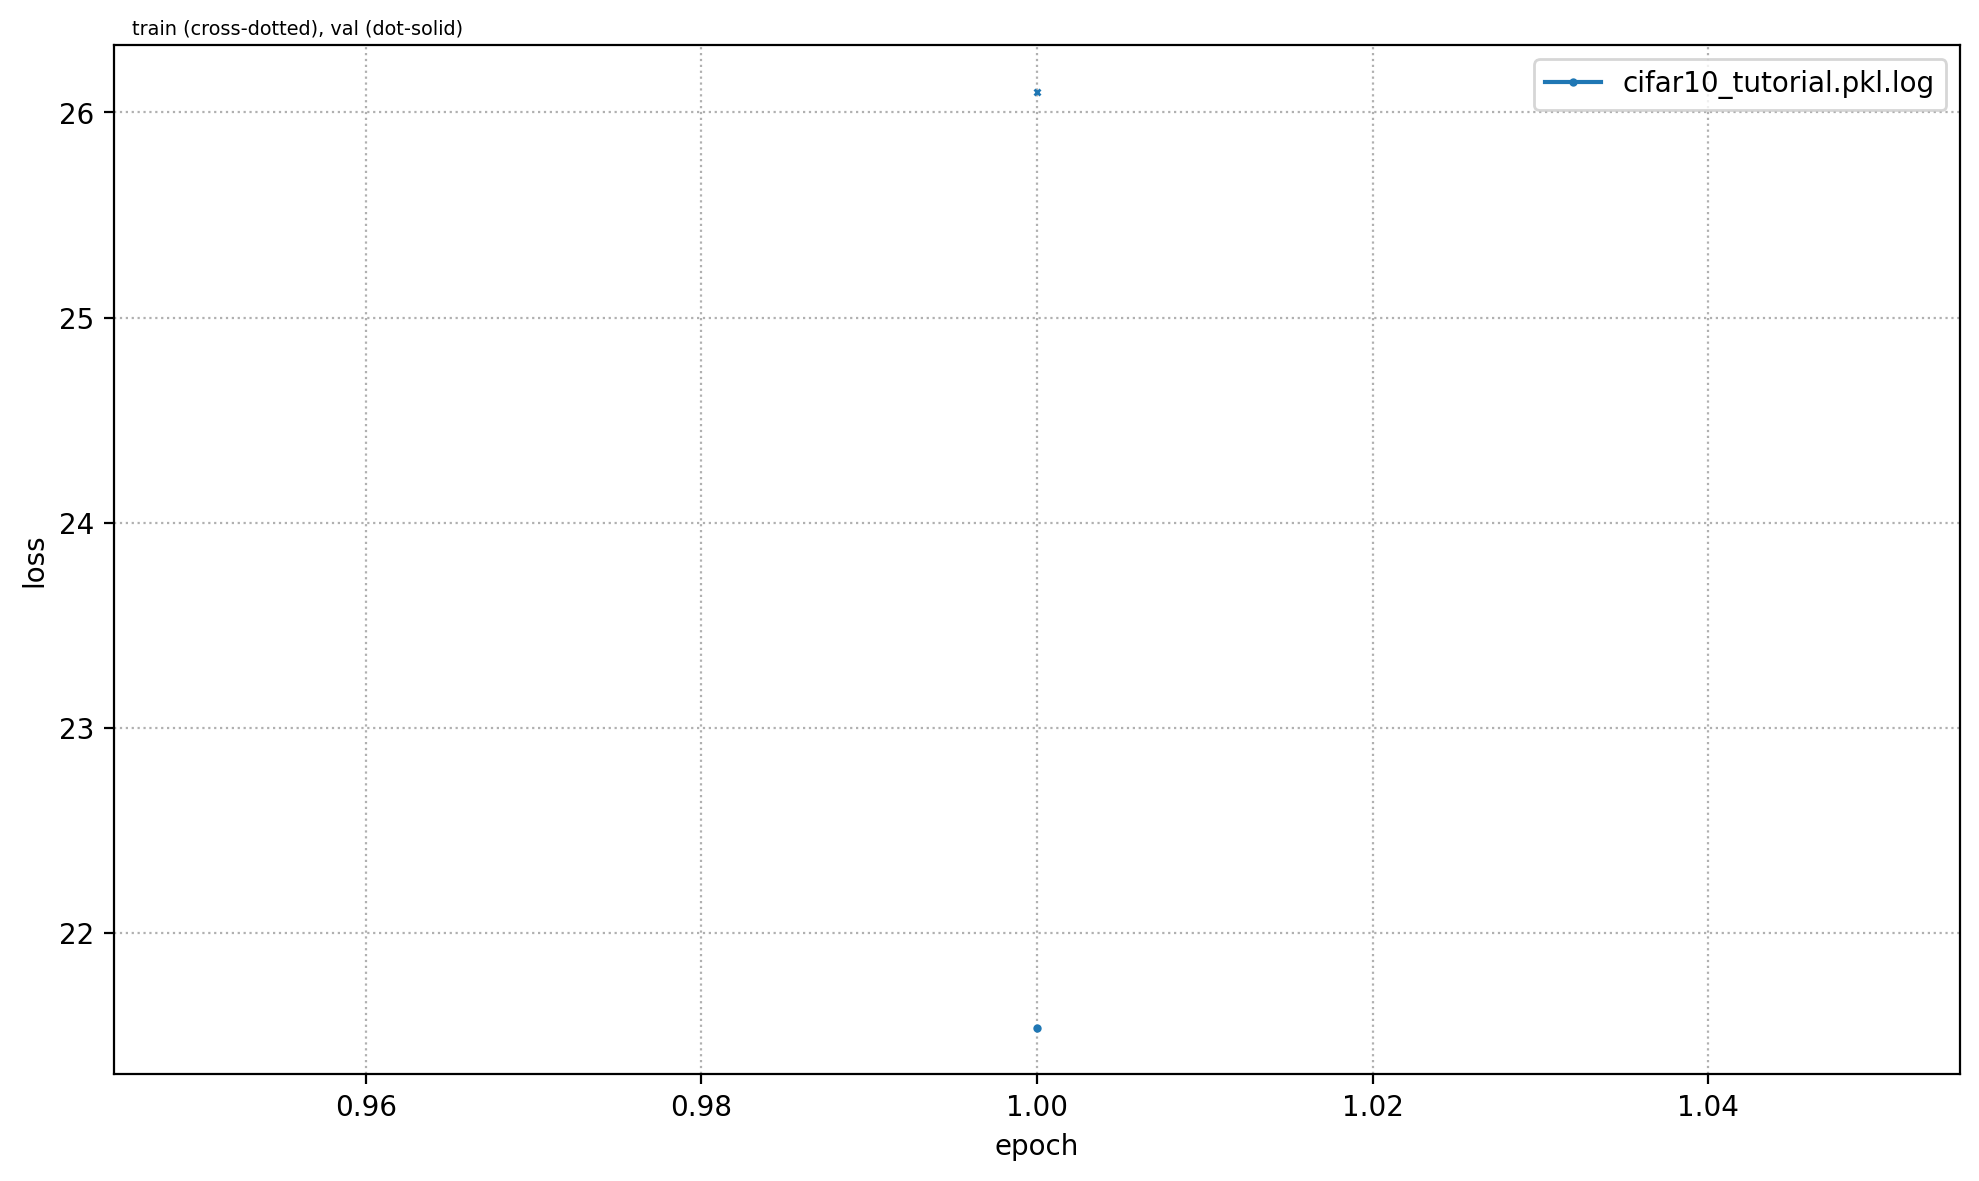 train (cross-dotted), val (dot-solid)
cifar10_tutorial.pkl.log
26
25
24
23
22
loss
0.96 0.98 1.00 1.02 1.04
epoch